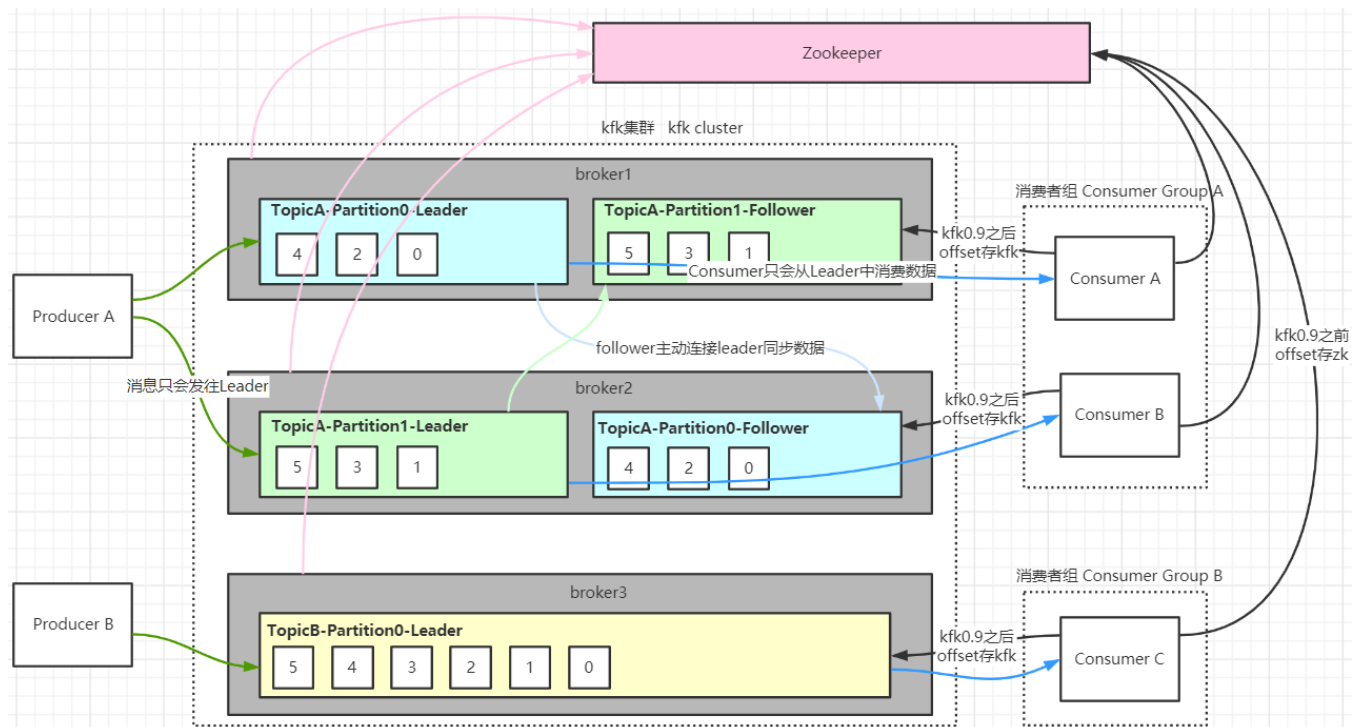 Zookeeper
kfk集群 kfk cluster
broker1
TopicA-Partition0-Leader
4 2 0
TopicA-Partition1-Follower
5 3 1
Consumer只会从Leader中消费数据
消费者组 Consumer Group A
kfk0.9之后
offset存kfk
Consumer A
Producer A
消息只会发往Leader
follower主动连接leader同步数据
kfk0.9之前
offset存zk
broker2
TopicA-Partition1-Leader
5 3 1
TopicA-Partition0-Follower
4 2 0
kfk0.9之后
offset存kfk
Consumer B
Producer B
broker3
TopicB-Partition0-Leader
5 4 3 2 1 0
消费者组 Consumer Group B
kfk0.9之后
offset存kfk
Consumer C